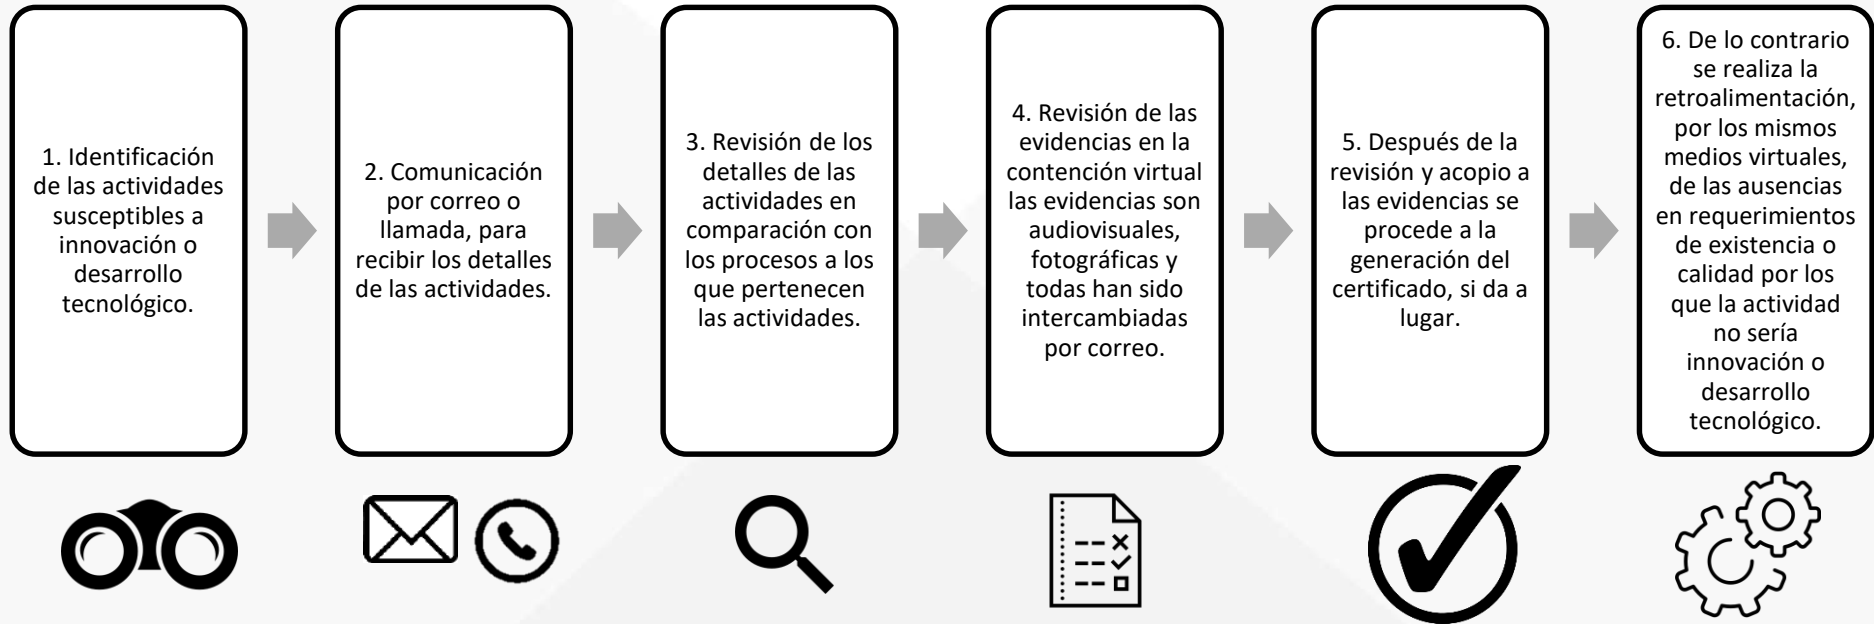 1. Identificación
de las actividades
susceptibles a
innovación o
desarrollo
tecnológico.
2. Comunicación
por correo o
llamada, para
recibir los detalles
de las actividades.
3. Revisión de los
detalles de las
actividades en
comparación con
los procesos a los
que pertenecen
las actividades.
4. Revisión de las
evidencias en la
contención virtual
las evidencias son
audiovisuales,
fotográficas y
todas han sido
intercambiadas
por correo.
5. Después de la
revisión y acopio a
las evidencias se
procede a la
generación del
certificado, si da a
lugar.
6. De lo contrario
se realiza la
retroalimentación,
por los mismos
medios virtuales,
de las ausencias
en requerimientos
de existencia o
calidad por los
que la actividad
no sería
innovación o
desarrollo
tecnológico.